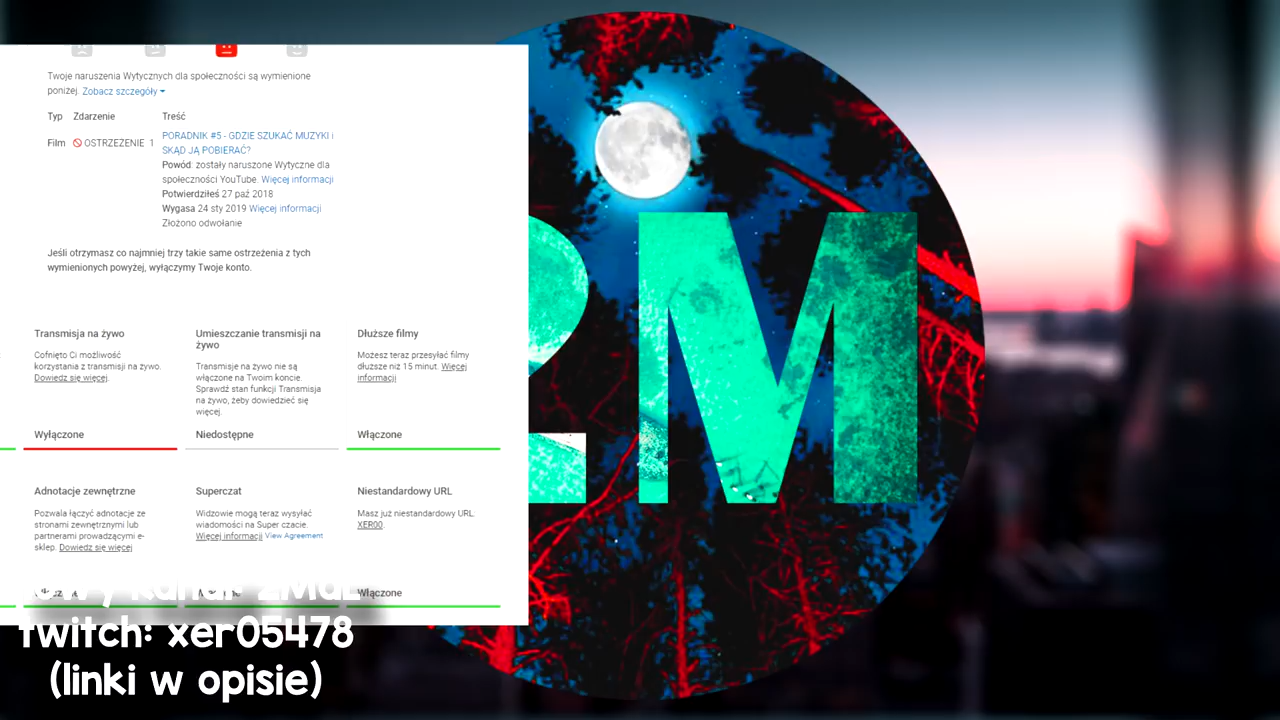 Twoje naruszenia Wytycznych dla społeczności są wymienione
poniżej. Zobacz szczegóły
Typ Zdarzenie Treść
Film OSTRZEŻENIE 1
PORADNIK #5 - GDZIE SZUKAĆ MUZYKI I
SKĄD JĄ POBIERAĆ?
Powód: zostały naruszone Wytyczne dla
społeczności YouTube. Więcej informacji
Potwierdziłeś 27 paź 2018
Wygasa 24 sty 2019 Więcej informacji
Złożono odwołanie
Jeśli otrzymasz co najmniej trzy takie same ostrzeżenia z tych
wymienionych powyżej, wyłączymy Twoje konto.
Transmisja na żywo
Cofnięto Ci możliwość
korzystania z transmisji na żywo.
Dowiedz się więcej.
Wyłączone
Umieszczanie transmisji na
żywo
Transmisje na żywo nie są
włączone na Twoim koncie.
Sprawdź stan funkcji Transmisja
na żywo, żeby dowiedzieć się
więcej.
Niedostępne
Dłuższe filmy
Możesz teraz przesyłać filmy
dłuższe niż 15 minut. Więcej
informacji
Włączone
Adnotacje zewnętrzne
Pozwala łączyć adnotacje ze
stronami zewnętrznymi lub
partnerami prowadzącymi e-
sklep. Dowiedz się więcej
Superczat
Widzowie mogą teraz wysyłać
wiadomości na Super czacie.
Więcej informacji View Agreement
Niestandardowy URL
Masz już niestandardowy URL:
XER00.
Włączone
2M
twitch: xer05478
(linki w opisie)